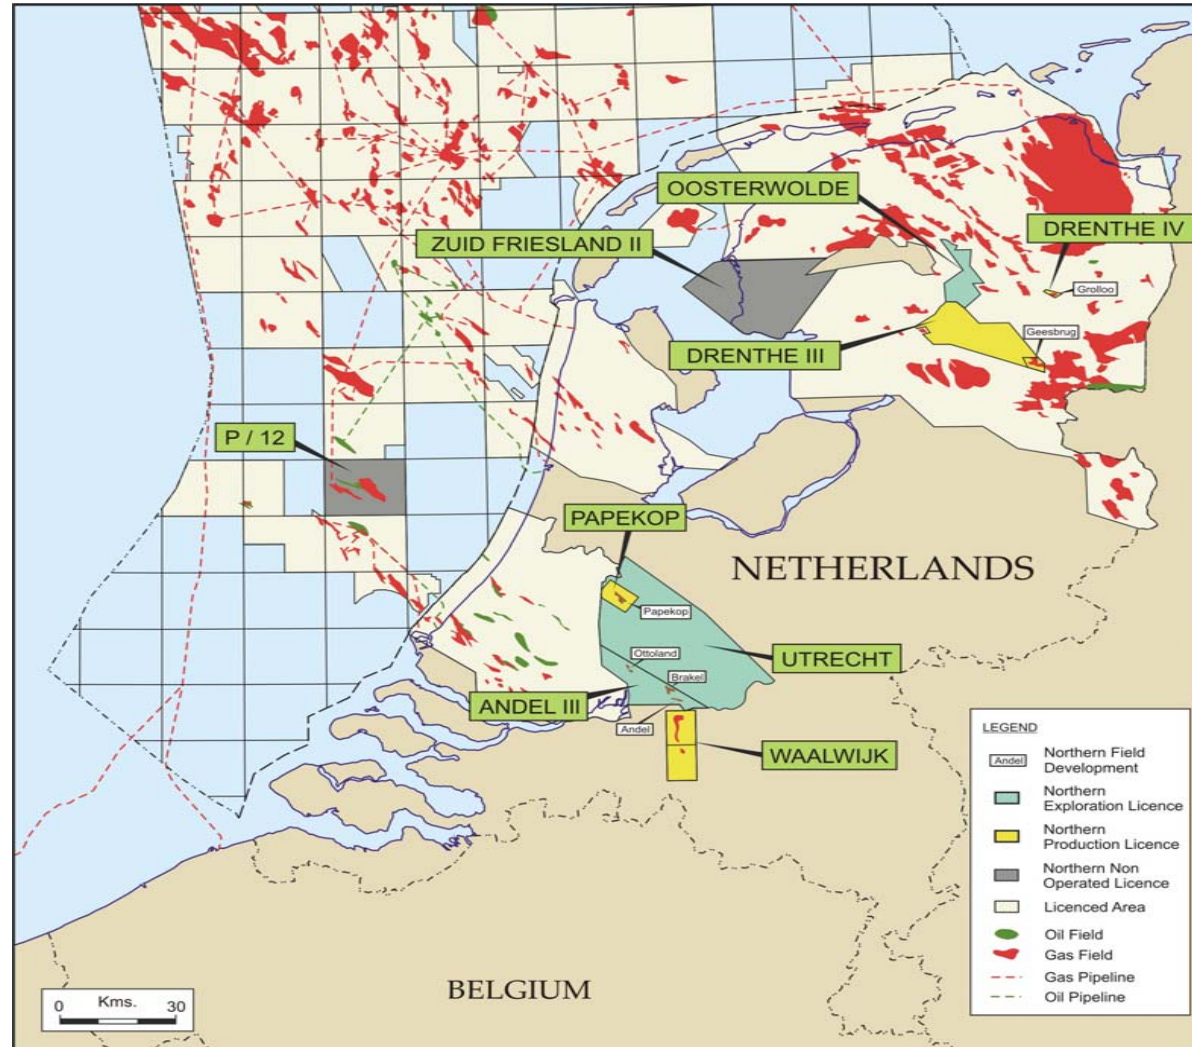 OOSTERWOLDE
DRENTHE IV
ZUID FRIESLAND II
Grolloo
Geesbrug
DRENTHE III
P / 12
PAPEKOP
NETHERLANDS
Papekop
Ottoland
UTRECHT
Brakel
ANDEL III
Andel
WAALWIJK
BELGIUM
Kms.
0 30
LEGEND
Andel
Northern Field
Development
Northern
Exploration Licence
Northern
Production Licence
Northern Non
Operated Licence
Licenced Area
Oil Field
Gas Field
Gas Pipeline
Oil Pipeline